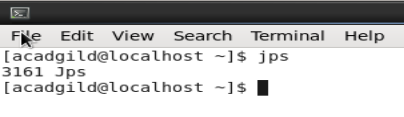 File Edit View Search Terminal Help
[acadgild@localhost ~]$ jps
3161 Jps
[acadgild@localhost ~]$